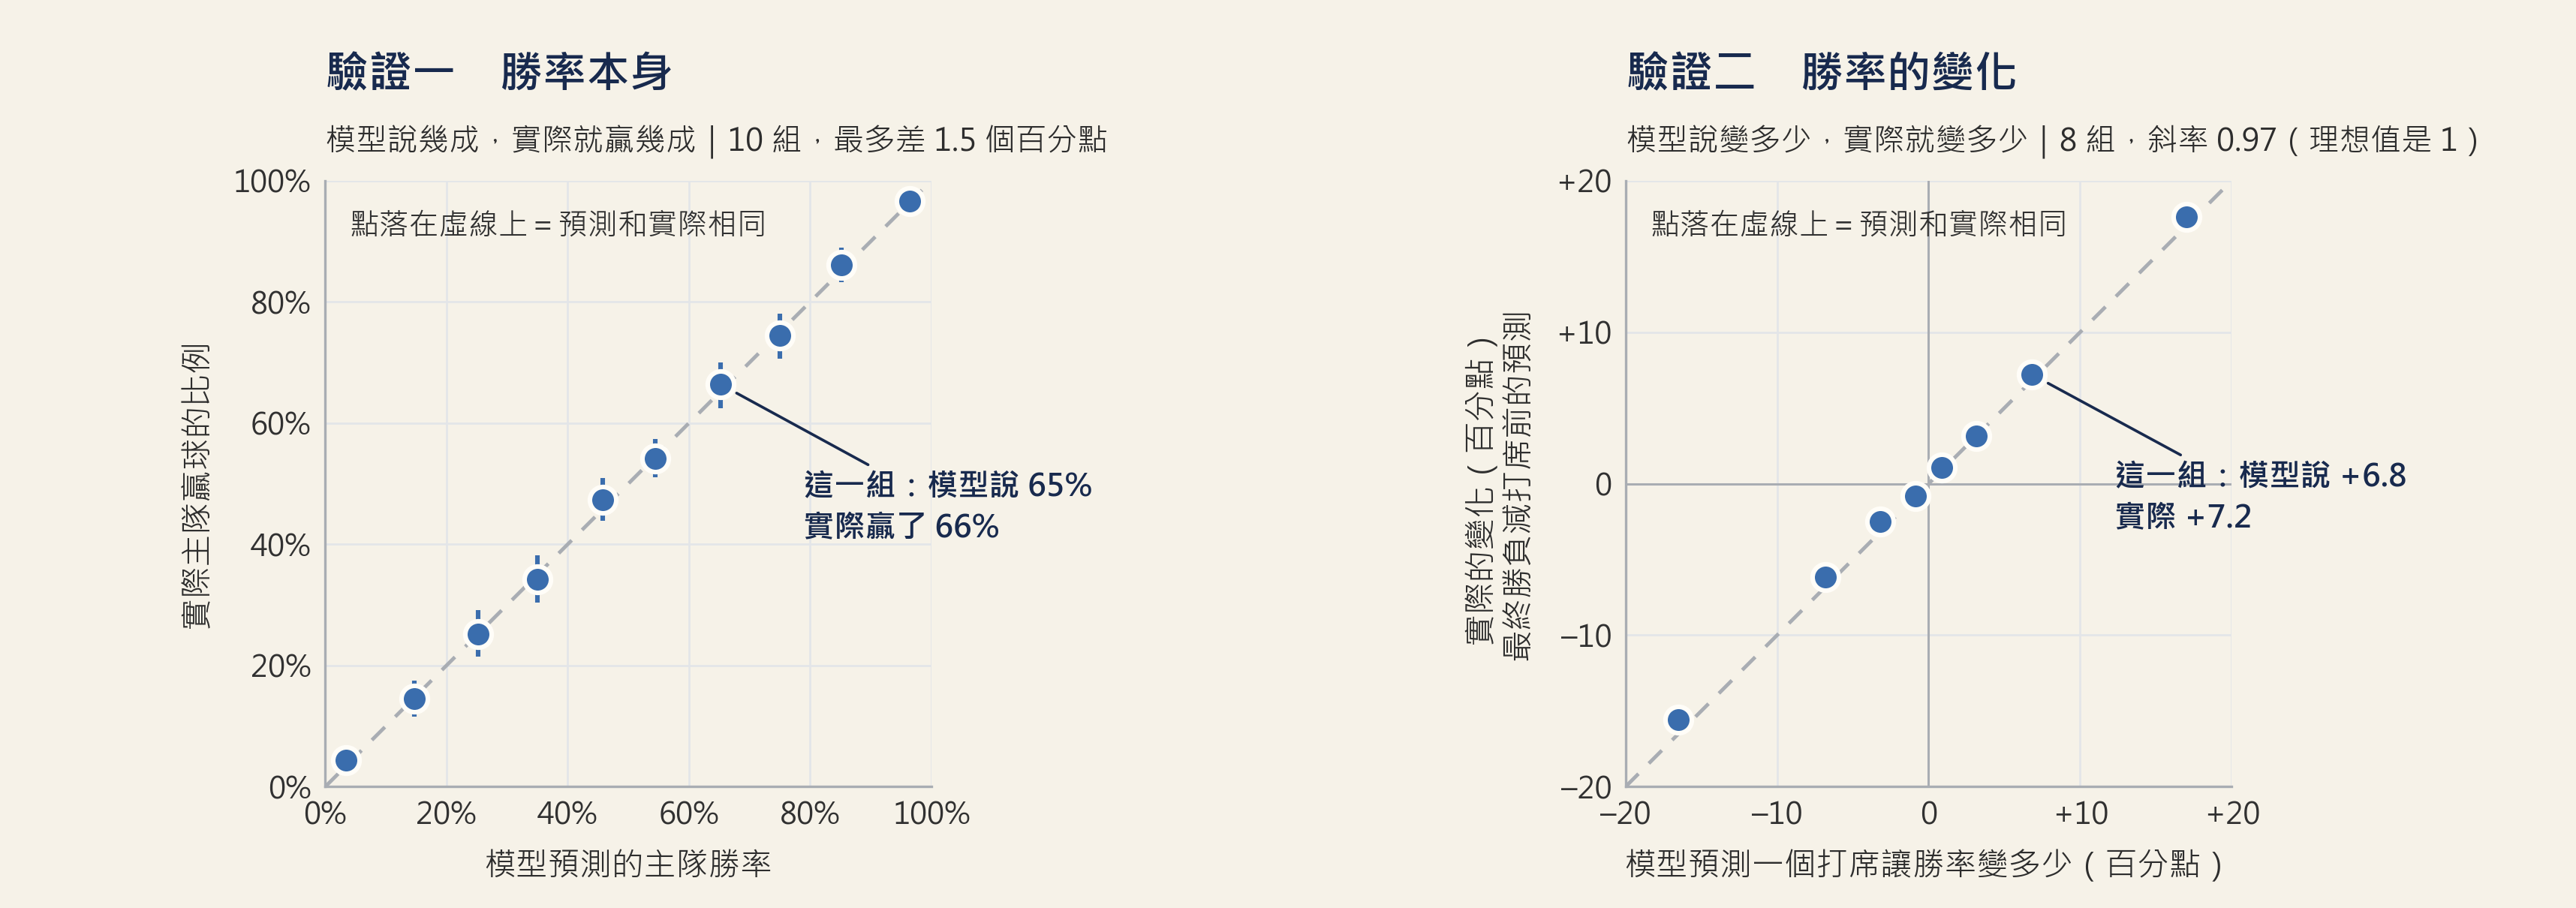 驗證一　勝率本身
模型說幾成，實際就贏幾成 | 10 組，最多差 1.5 個百分點
點落在虛線上 = 預測和實際相同
100%
80%
60%
40%
20%
0%
實際主隊贏球的比例
這一組：模型說 65%
實際贏了 66%
0%
20%
40%
60%
80%
100%
模型預測的主隊勝率
驗證二　勝率的變化
模型說變多少，實際就變多少 | 8 組，斜率 0.97（理想值是 1）
點落在虛線上 = 預測和實際相同
+20
+10
0
−10
−20
實際的變化（百分點）
最終勝負減打席前的預測
這一組：模型說 +6.8
實際 +7.2
−20
−10
0
+10
+20
模型預測一個打席讓勝率變多少（百分點）